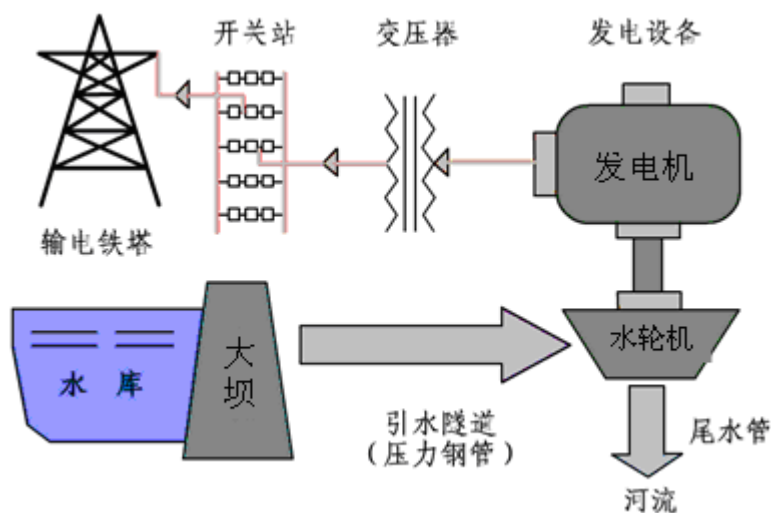 开关站
变压器
发电设备
发电机
输电铁塔
水库
大坝
水轮机
引水隧道
(压力钢管)
尾水管
河流